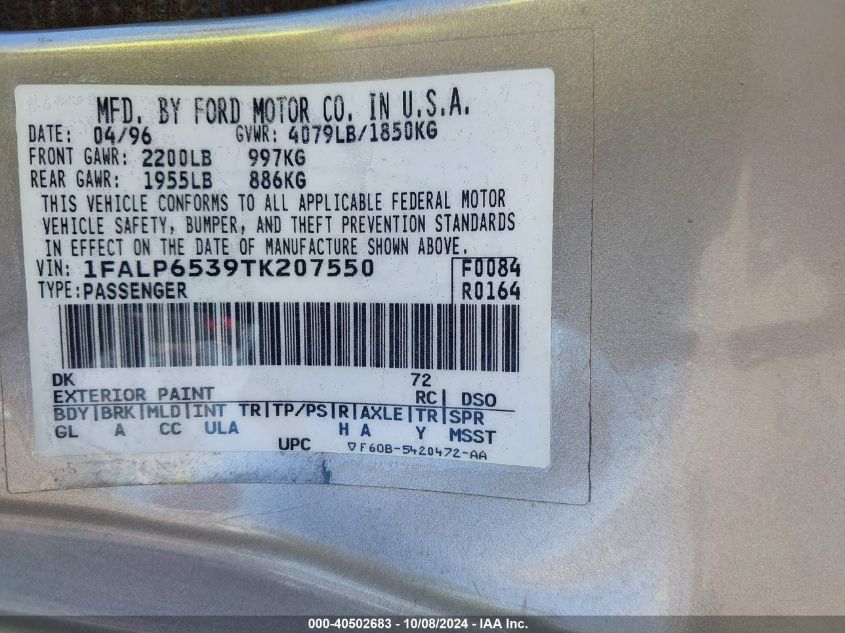 MFD. BY FORD MOTOR CO. IN U.S.A.
DATE: 04/96 GVWR: 4079LB/1850KG
FRONT GAWR: 2200LB 997KG
REAR GAWR: 1955LB 886KG
THIS VEHICLE CONFORMS TO ALL APPLICABLE FEDERAL MOTOR
VEHICLE SAFETY, BUMPER, AND THEFT PREVENTION STANDARDS
IN EFFECT ON THE DATE OF MANUFACTURE SHOWN ABOVE.
VIN: 1FALP6539TK207550 F0084
TYPE: PASSENGER R0164
DK 72
EXTERIOR PAINT RC| DSO
BDY|BRK|MLD|INT TR|TP/PS|R|AXLE|TR|SPR
GL A CC ULA H A Y MSST
UPC ▽F60B-5420472-AA
000-40502683 - 10/08/2024 - IAA Inc.